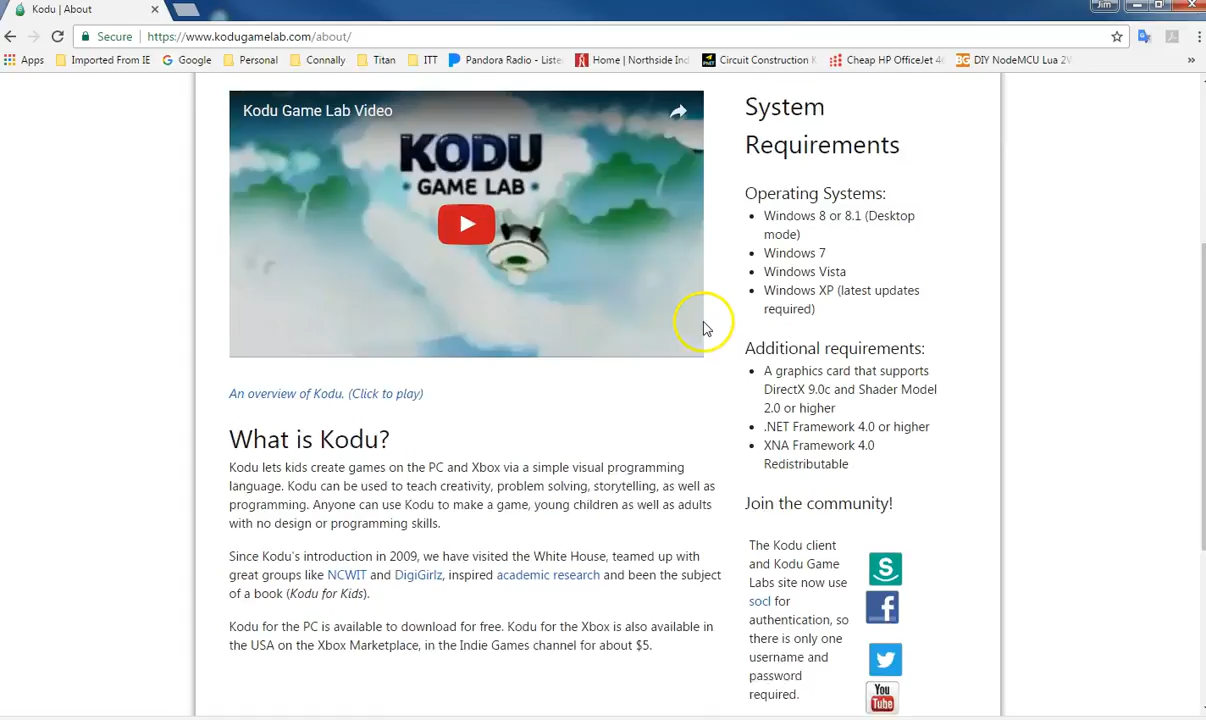 Kodu | About
Jim
Secure
https://www.kodugamelab.com/about/
Apps
Imported From IE
Google
Personal
Connally
Titan
ITT
Pandora Radio - Liste
Home | Northside Ind
Circuit Construction K
Cheap HP OfficeJet 4
DIY NodeMCU Lua
»
Kodu Game Lab Video
KODU
GAME LAB
An overview of Kodu. (Click to play)
What is Kodu?
Kodu lets kids create games on the PC and Xbox via a simple visual programming
language. Kodu can be used to teach creativity, problem solving, storytelling, as well as
programming. Anyone can use Kodu to make a game, young children as well as adults
with no design or programming skills.
Since Kodu's introduction in 2009, we have visited the White House, teamed up with
great groups like NCWIT and DigiGirlz, inspired academic research and been the subject
of a book (Kodu for Kids).
Kodu for the PC is available to download for free. Kodu for the Xbox is also available in
the USA on the Xbox Marketplace, in the Indie Games channel for about $5.
System
Requirements
Operating Systems:
• Windows 8 or 8.1 (Desktop
mode)
• Windows 7
• Windows Vista
• Windows XP (latest updates
required)
Additional requirements:
• A graphics card that supports
DirectX 9.0c and Shader Model
2.0 or higher
• .NET Framework 4.0 or higher
• XNA Framework 4.0
Redistributable
Join the community!
The Kodu client
and Kodu Game
Labs site now use
socl for
authentication, so
there is only one
username and
password
required.
You
Tube